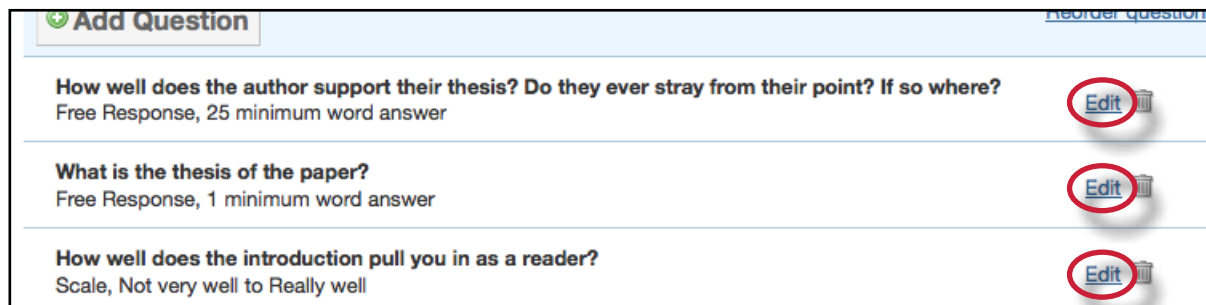 Add Question
Reorder question
How well does the author support their thesis? Do they ever stray from their point? If so where?
Free Response, 25 minimum word answer
Edit
What is the thesis of the paper?
Free Response, 1 minimum word answer
Edit
How well does the introduction pull you in as a reader?
Scale, Not very well to Really well
Edit